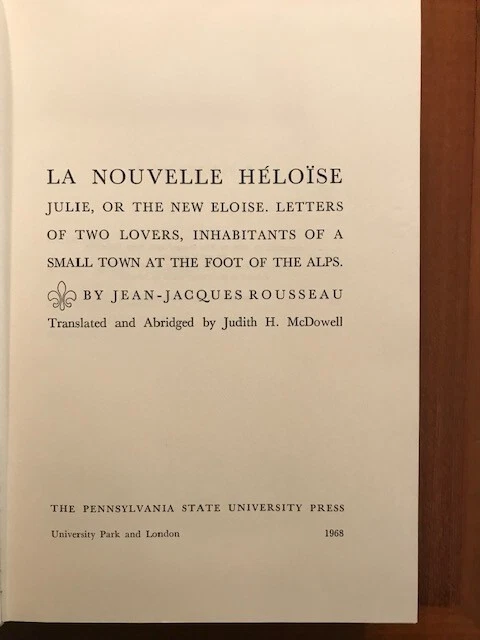 LA NOUVELLE HÉLOÏSE
JULIE, OR THE NEW ELOISE. LETTERS
OF TWO LOVERS, INHABITANTS OF A
SMALL TOWN AT THE FOOT OF THE ALPS.
BY JEAN-JACQUES ROUSSEAU
Translated and Abridged by Judith H. McDowell
THE PENNSYLVANIA STATE UNIVERSITY PRESS
University Park and London 1968